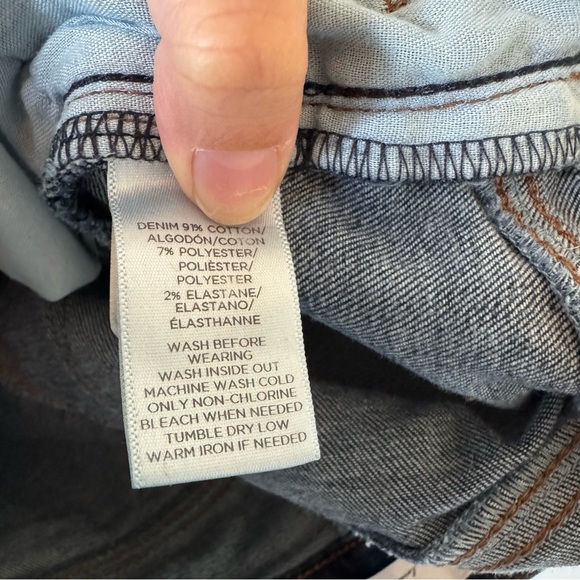 DENIM 91% COTTON/
ALGODÓN/COTON
7% POLYESTER/
POLIÈSTER/
POLYESTER
2% ELASTANE/
ELASTANO/
ÉLASTHANNE
WASH BEFORE
WEARING
WASH INSIDE OUT
MACHINE WASH COLD
ONLY NON-CHLORINE
BLEACH WHEN NEEDED
TUMBLE DRY LOW
WARM IRON IF NEEDED